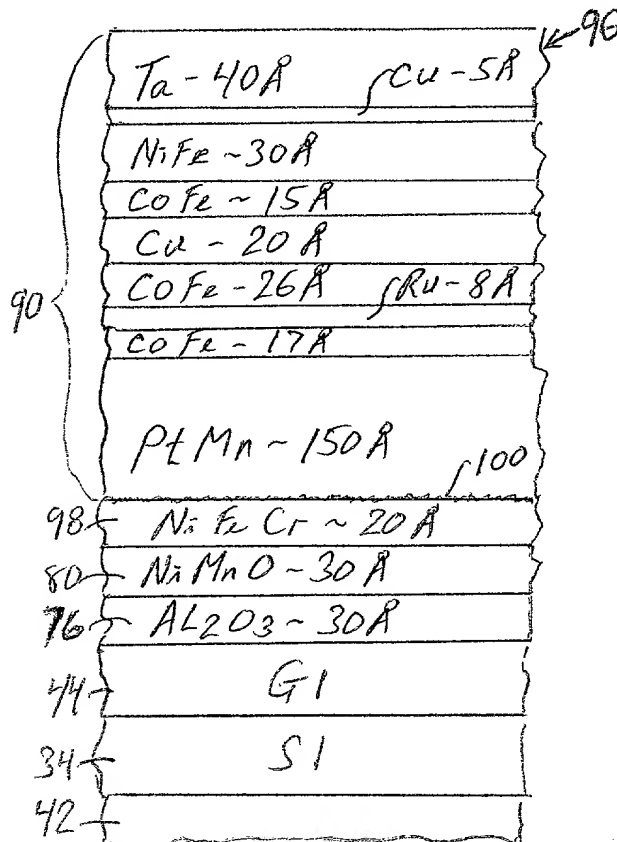 96
Ta - 40Å Cu - 5Å
NiFe ~ 30Å
CoFe ~ 15Å
Cu - 20Å
90
CoFe - 26Å Ru - 8Å
CoFe - 17Å
PtMn ~ 150Å
100
98 NiFeCr ~ 20Å
80 NiMnO - 30Å
76 AL2O3 ~ 30Å
44 G1
34 S1
42